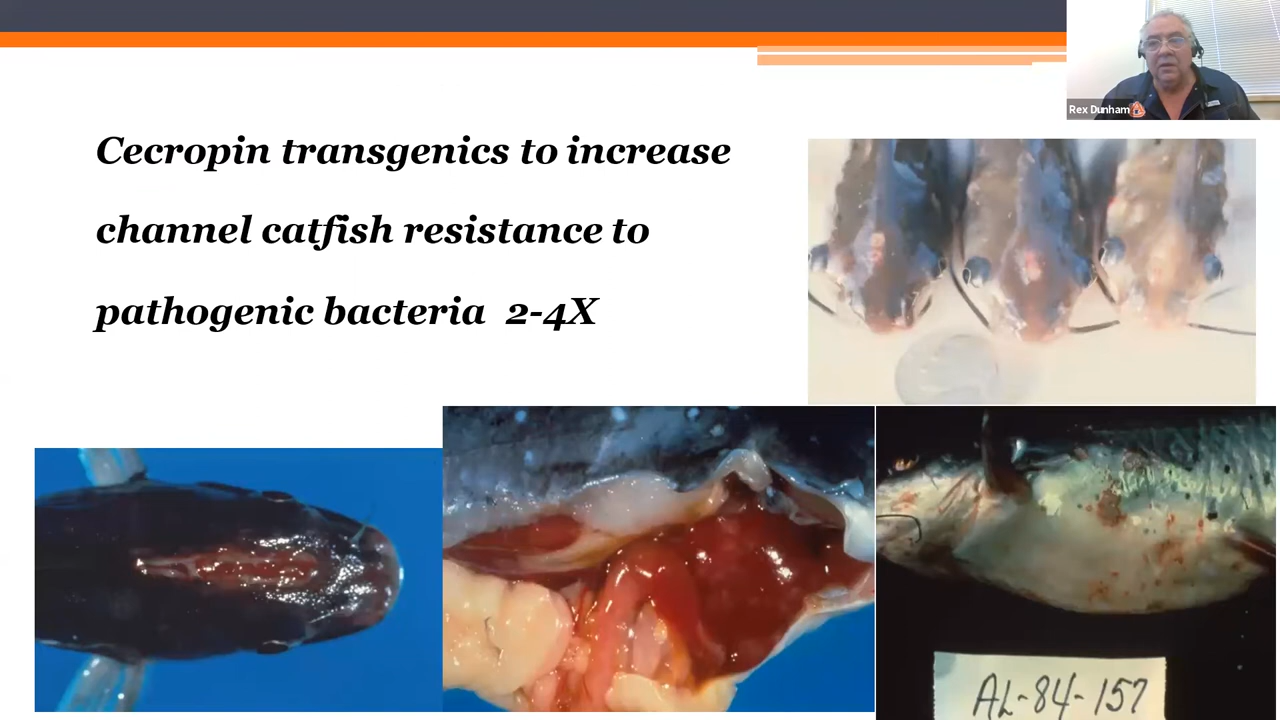 Rex Dunham
Cecropin transgenics to increase
channel catfish resistance to
pathogenic bacteria 2-4X
AL-84-157